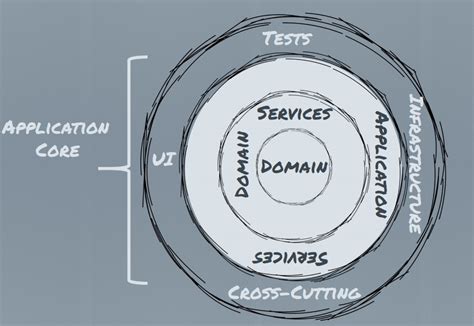 Tests
Application
Core
UI
Services
Domain
Domain
Application
Infrastructure
Services
Cross-Cutting